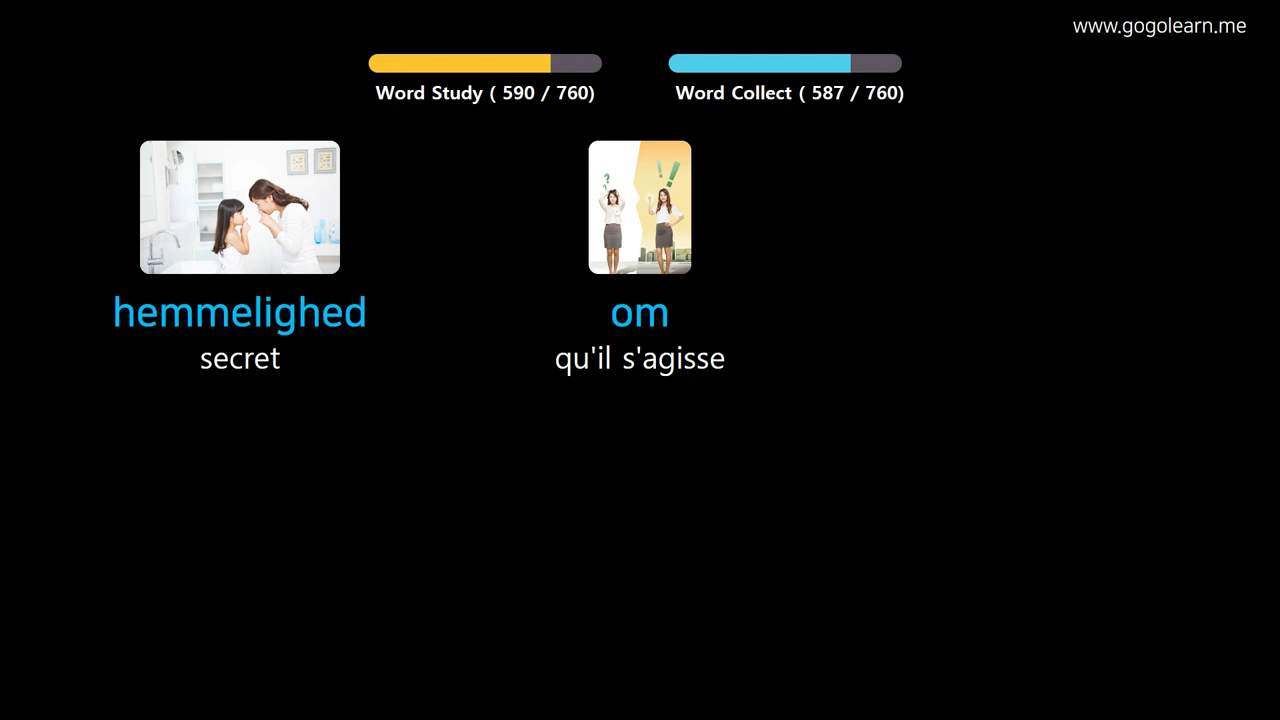 www.gogolearn.me
Word Study ( 590 / 760)
Word Collect ( 587 / 760)
hemmelighed
secret
om
qu'il s'agisse